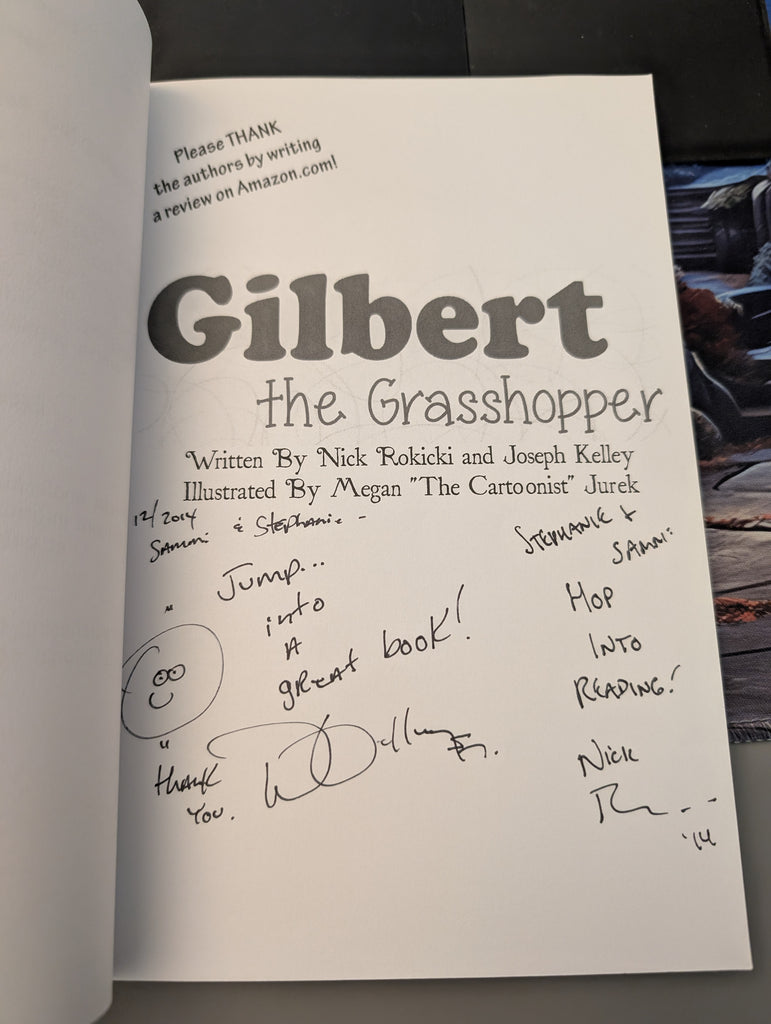 Please THANK
the authors by writing
a review on Amazon.com!
Gilbert
the Grasshopper
Written By Nick Rokicki and Joseph Kelley
Illustrated By Megan "The Cartoonist" Jurek
12/2014
Sammi & Stephanie -
Jump...
into
A
great book!
" "
Thank
You.
Stephanie &
Sammi
Hop
Into
Reading!
Nick
'14